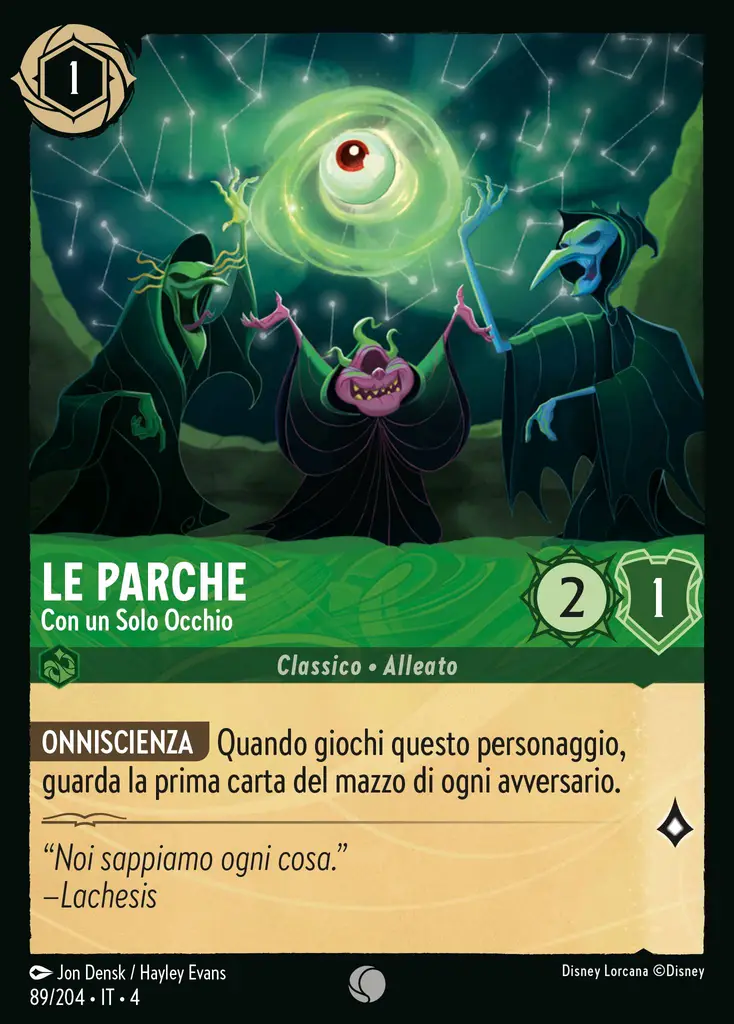 1
LE PARCHE
Con un Solo Occhio
2
1
Classico • Alleato
ONNISCIENZA Quando giochi questo personaggio,
guarda la prima carta del mazzo di ogni avversario.
“Noi sappiamo ogni cosa.”
–Lachesis
Jon Densk / Hayley Evans
Disney Lorcana ©Disney
89/204 • IT • 4